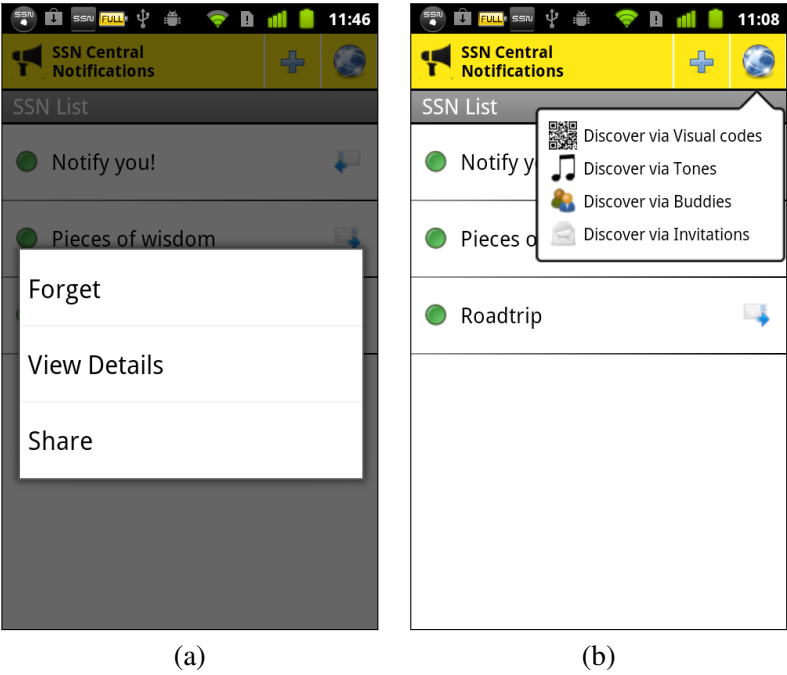 SSN SSN FULL SSN 11:46
SSN Central
Notifications
SSN List
Notify you!
Pieces of wisdom
Forget
View Details
Share
(a)
SSN FULL SSN 11:08
SSN Central
Notifications
SSN List
Discover via Visual codes
Notify y
Discover via Tones
Discover via Buddies
Pieces o
Discover via Invitations
Roadtrip
(b)